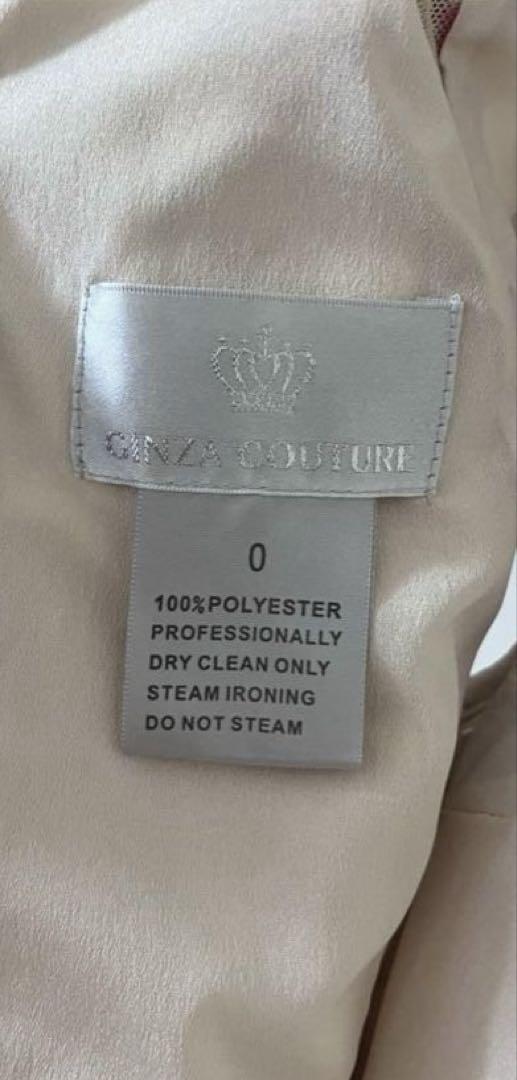 GINZA COUTURE
0
100%POLYESTER
PROFESSIONALLY
DRY CLEAN ONLY
STEAM IRONING
DO NOT STEAM